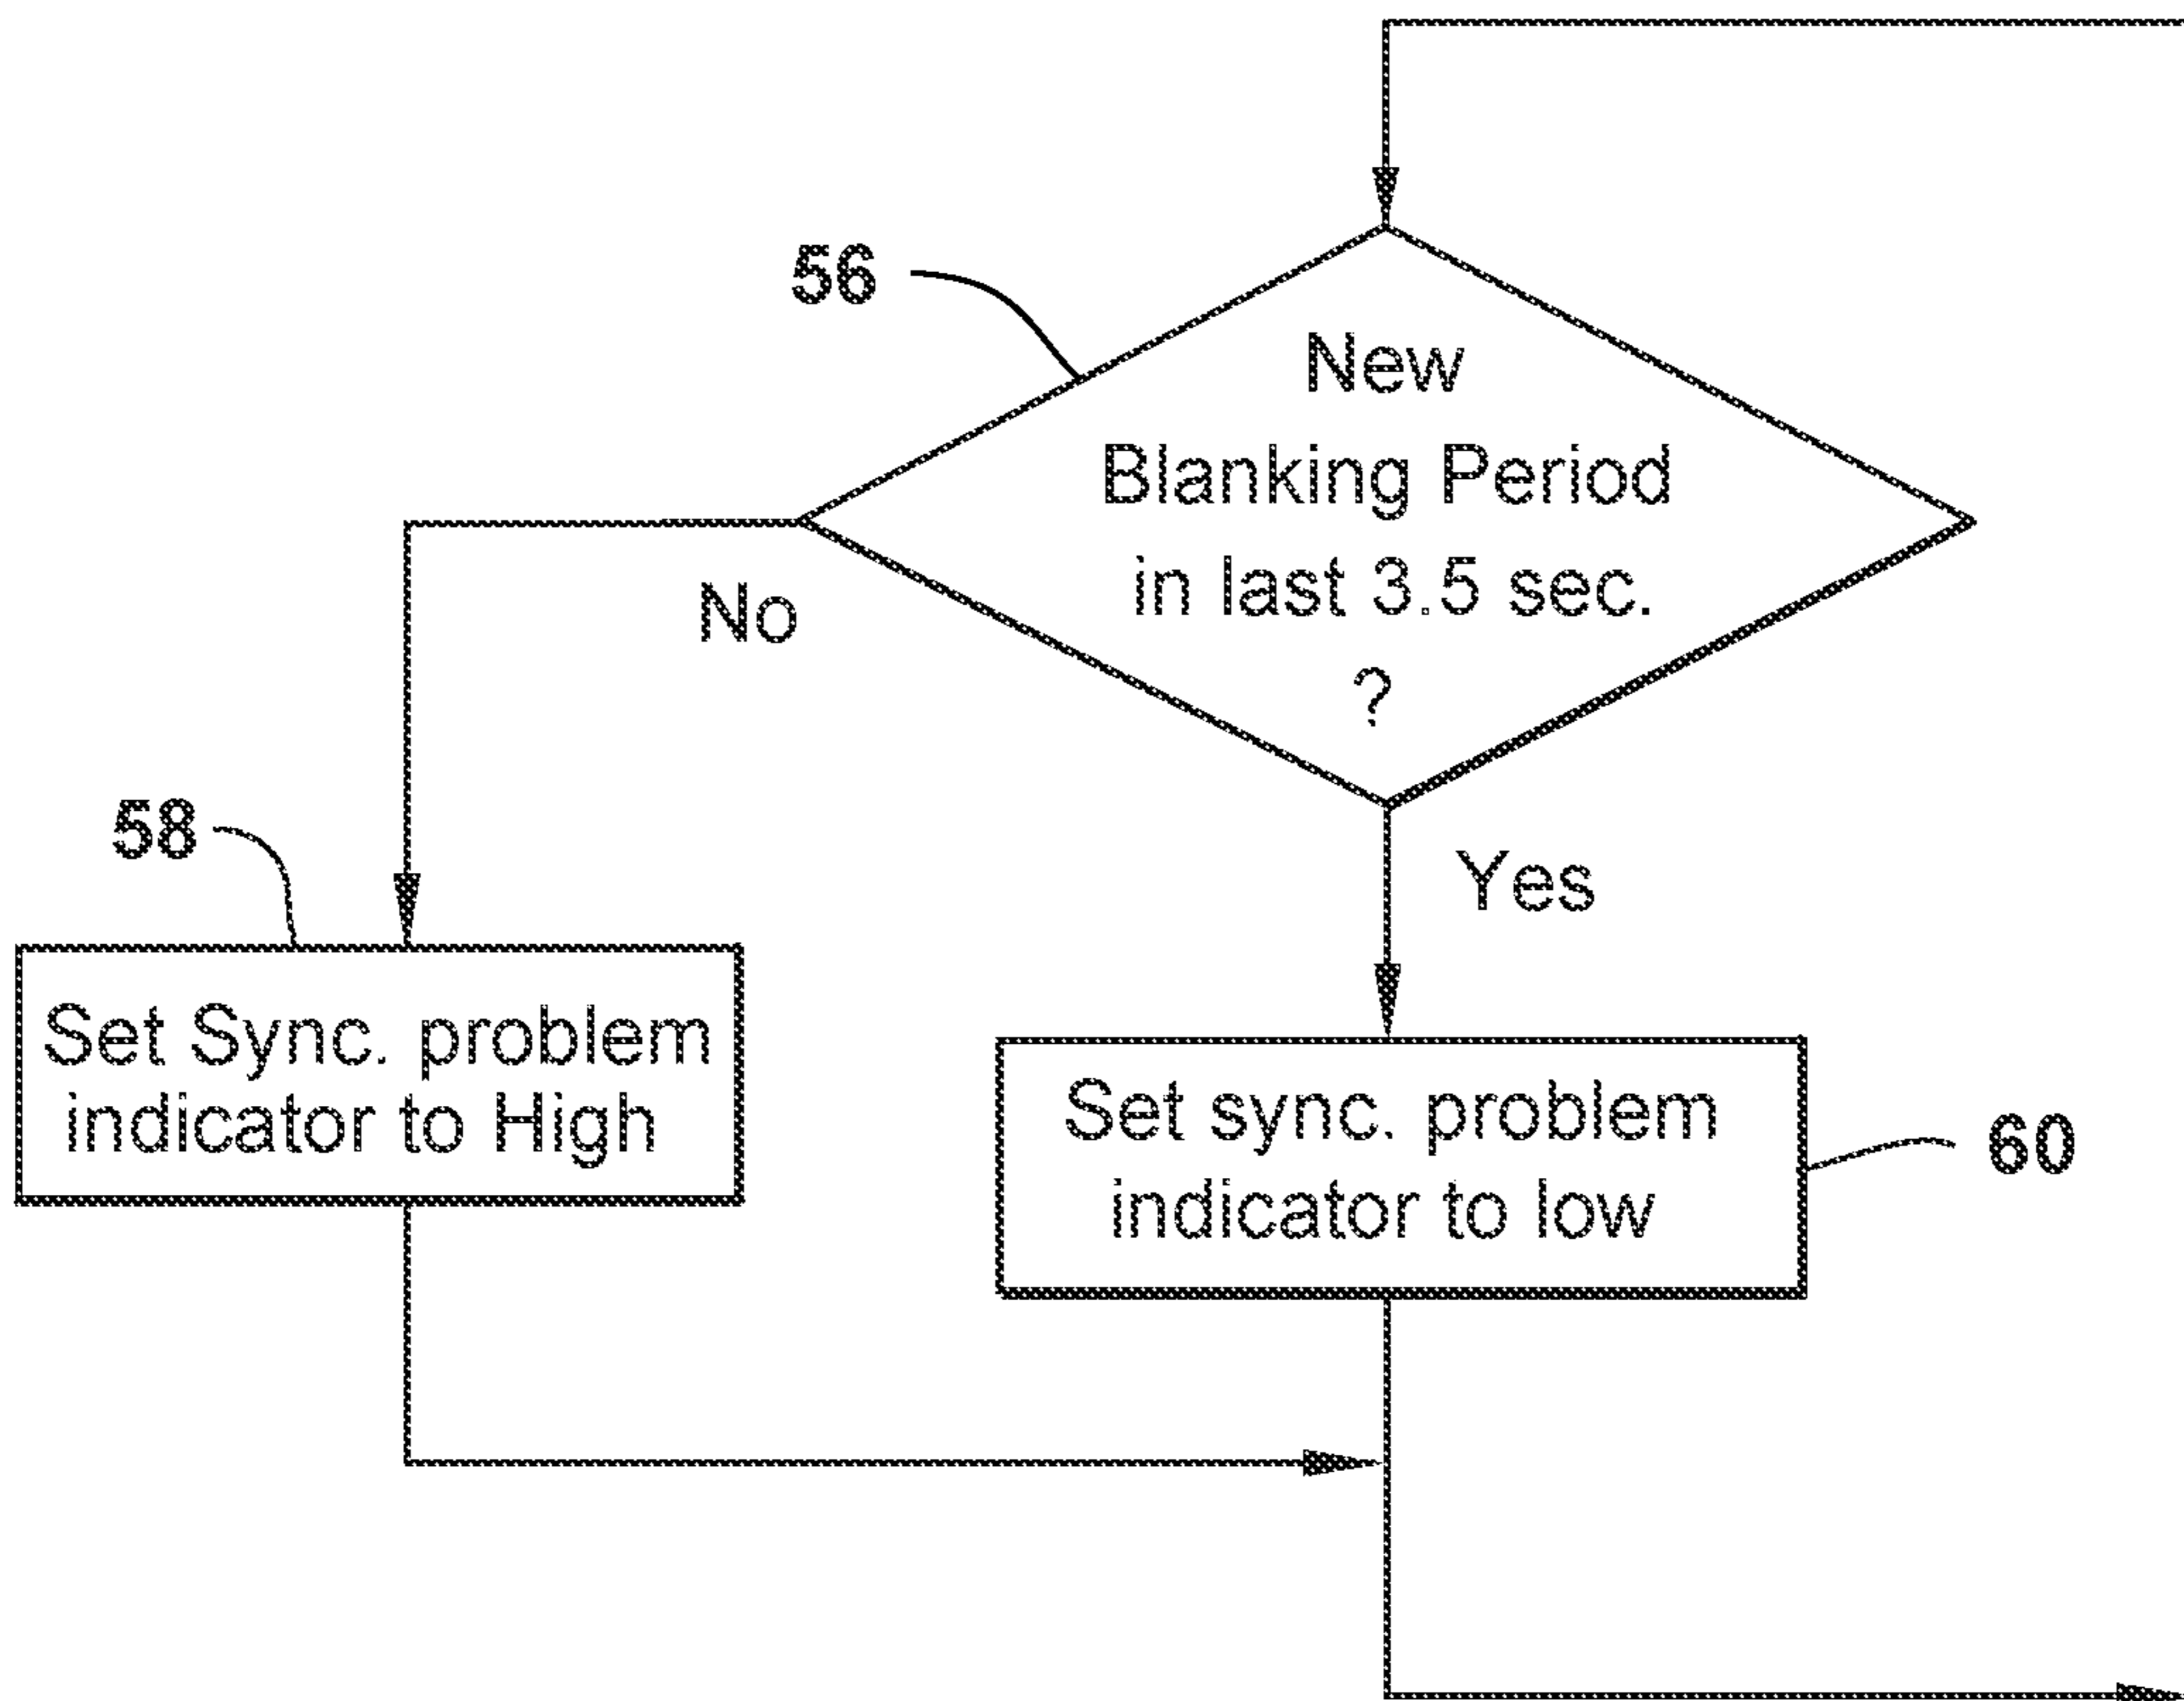 56
New
Blanking Period
in last 3.5 sec.
?
No
Yes
58
Set Sync. problem
indicator to High
Set sync. problem
indicator to low
60